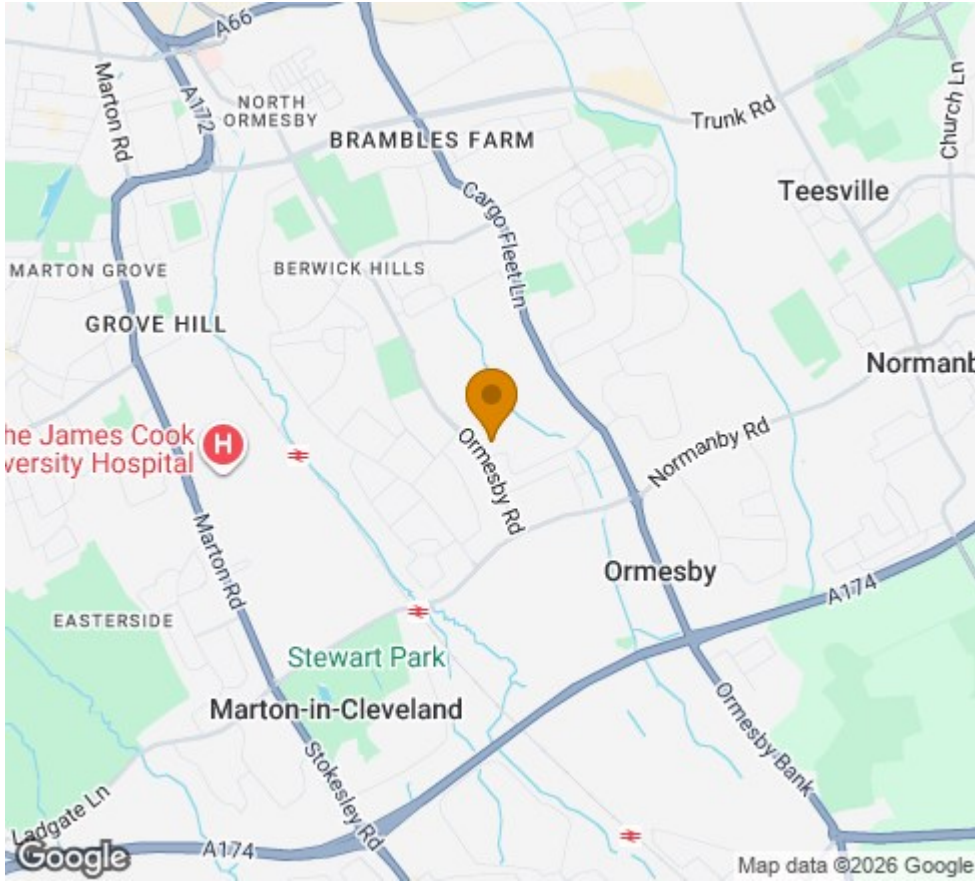 A66
Marton Rd
A172
NORTH
ORMESBY
BRAMBLES FARM
Trunk Rd
Church Ln
Teesville
Cargo Fleet Ln
MARTON GROVE
BERWICK HILLS
GROVE HILL
Normanb
he James Cook
versity Hospital
H
Ormesby Rd
Normanby Rd
Marton Rd
Ormesby
A174
EASTERSIDE
Stewart Park
Marton-in-Cleveland
Ormesby Bank
Stokesley Rd
Ladgate Ln
A174
Google
Map data ©2026 Google